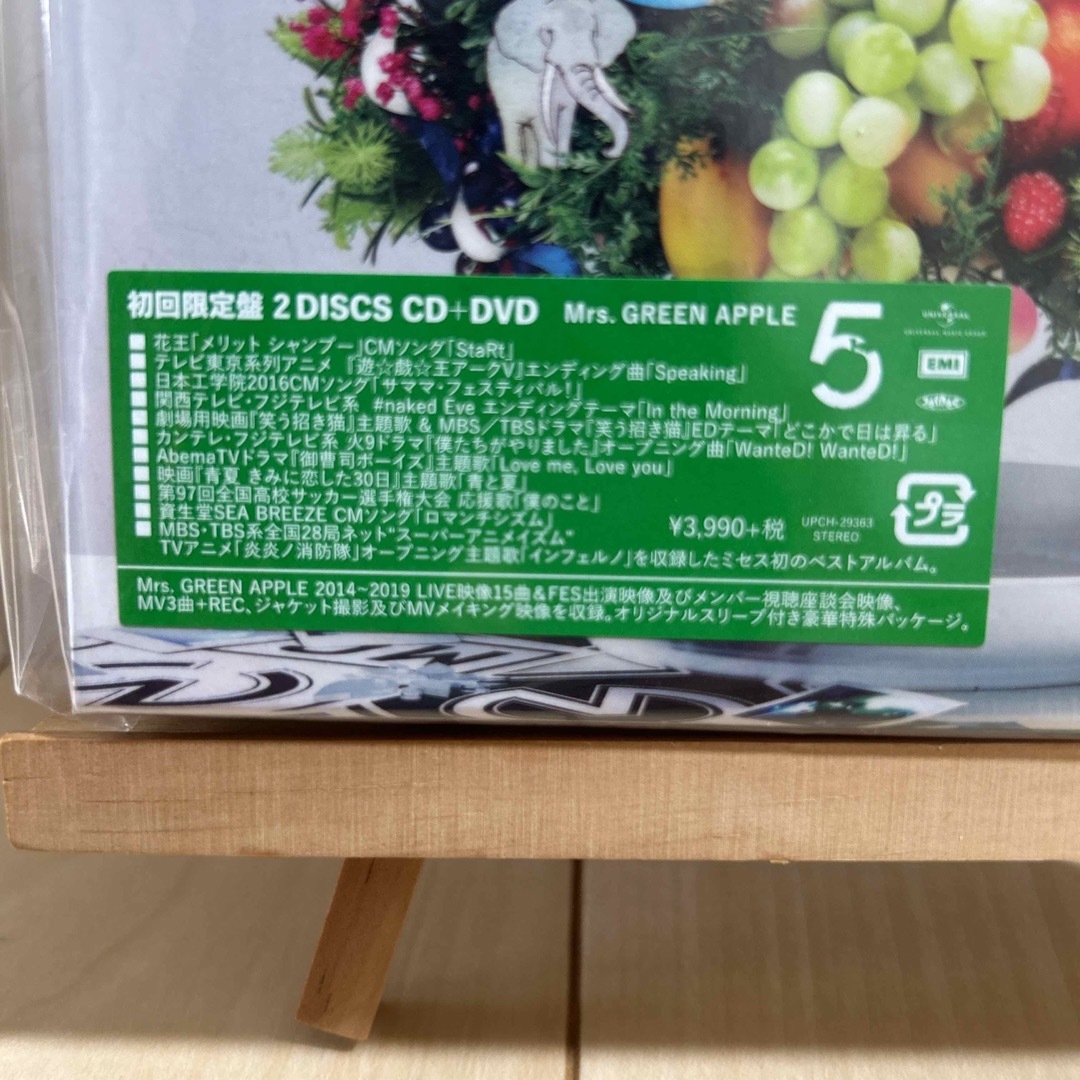 初回限定盤 2DISCS CD+DVD Mrs. GREEN APPLE 5
■ 花王「メリット シャンプー」CMソング「StaRt」
■ テレビ東京系列アニメ 『遊☆戯☆王アークV』エンディング曲「Speaking」
■ 日本工学院2016CMソング「サママ・フェスティバル!」
■ 関西テレビ・フジテレビ系 #naked Eve エンディングテーマ「In the Morning」
■ 劇場用映画『笑う招き猫』主題歌 & MBS/TBSドラマ『笑う招き猫』EDテーマ「どこかで日は昇る」
■ カンテレ・フジテレビ系 火9ドラマ『僕たちがやりました』オープニング曲「WanteD! WanteD!」
■ AbemaTVドラマ『御曹司ボーイズ』主題歌「Love me, Love you」
■ 映画『青夏 きみに恋した30日』主題歌「青と夏」
■ 第97回全国高校サッカー選手権大会 応援歌「僕のこと」
■ 資生堂SEA BREEZE CMソング「ロマンチシズム」
■ MBS・TBS系全国28局ネット"スーパーアニメイズム"
TVアニメ「炎炎ノ消防隊」オープニング主題歌「インフェルノ」を収録したミセス初のベストアルバム。
¥3,990+税
UPCH-29363
STEREO
UNIVERSAL
UNIVERSAL MUSIC JAPAN
EMI
プラ
Mrs. GREEN APPLE 2014~2019 LIVE映像15曲&FES出演映像及びメンバー視聴座談会映像、
MV3曲+REC、ジャケット撮影及びMVメイキング映像を収録。オリジナルスリーブ付き豪華特殊パッケージ。